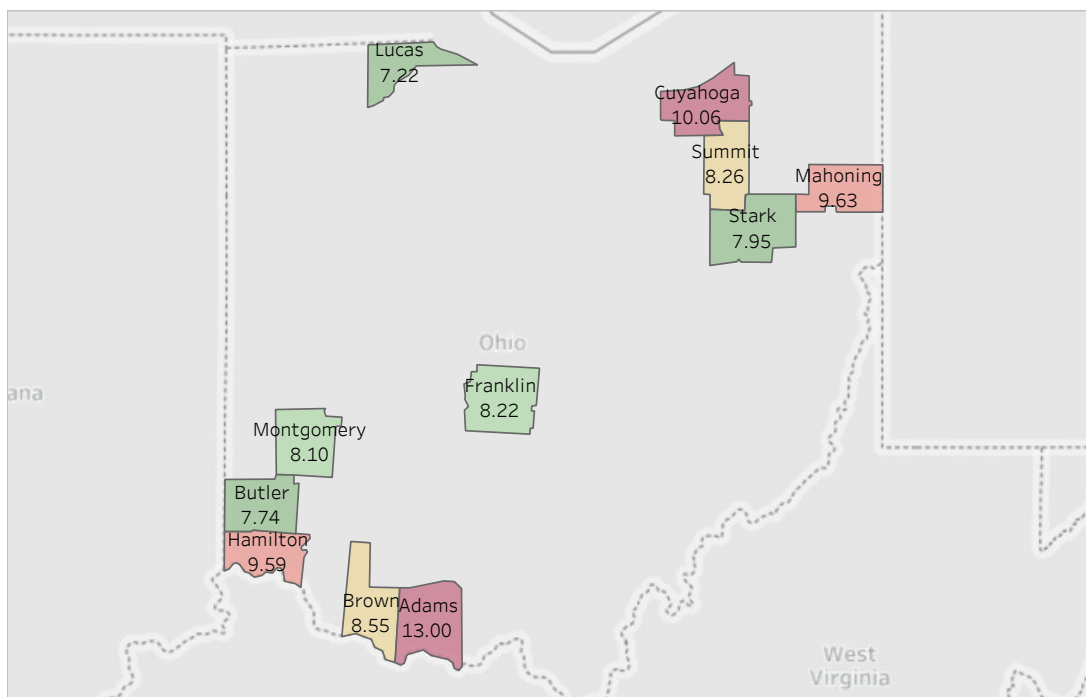 Lucas
7.22
Cuyahoga
10.06
Summit
8.26
Mahoning
9.63
Stark
7.95
Ohio
Franklin
8.22
ana
Montgomery
8.10
Butler
7.74
Hamilton
9.59
Brown
8.55
Adams
13.00
West
Virginia